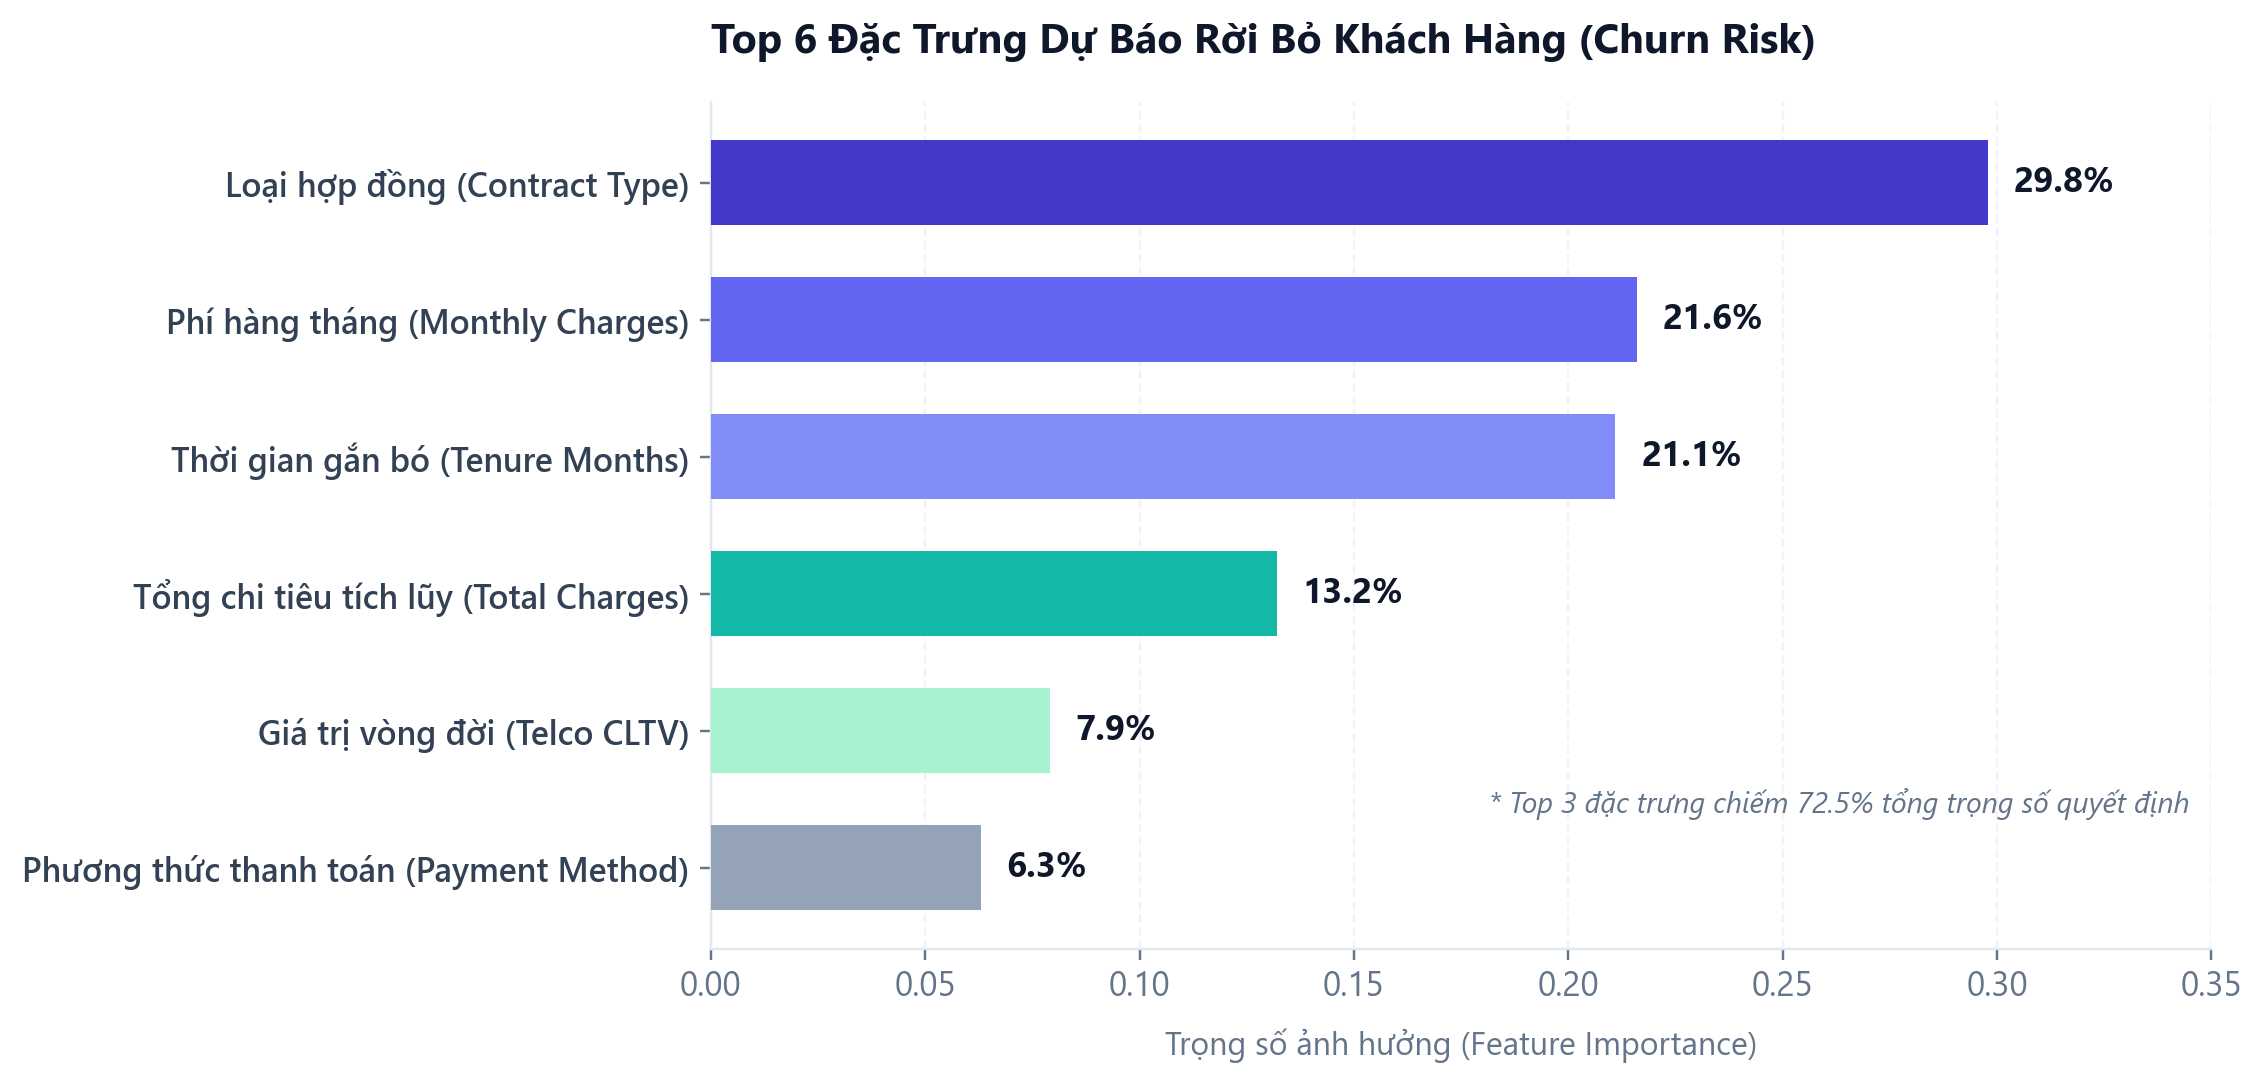 Top 6 Đặc Trưng Dự Báo Rời Bỏ Khách Hàng (Churn Risk)
Loại hợp đồng (Contract Type)
29.8%
Phí hàng tháng (Monthly Charges)
21.6%
Thời gian gắn bó (Tenure Months)
21.1%
Tổng chi tiêu tích lũy (Total Charges)
13.2%
Giá trị vòng đời (Telco CLTV)
7.9%
* Top 3 đặc trưng chiếm 72.5% tổng trọng số quyết định
Phương thức thanh toán (Payment Method)
6.3%
0.00 0.05 0.10 0.15 0.20 0.25 0.30 0.35
Trọng số ảnh hưởng (Feature Importance)